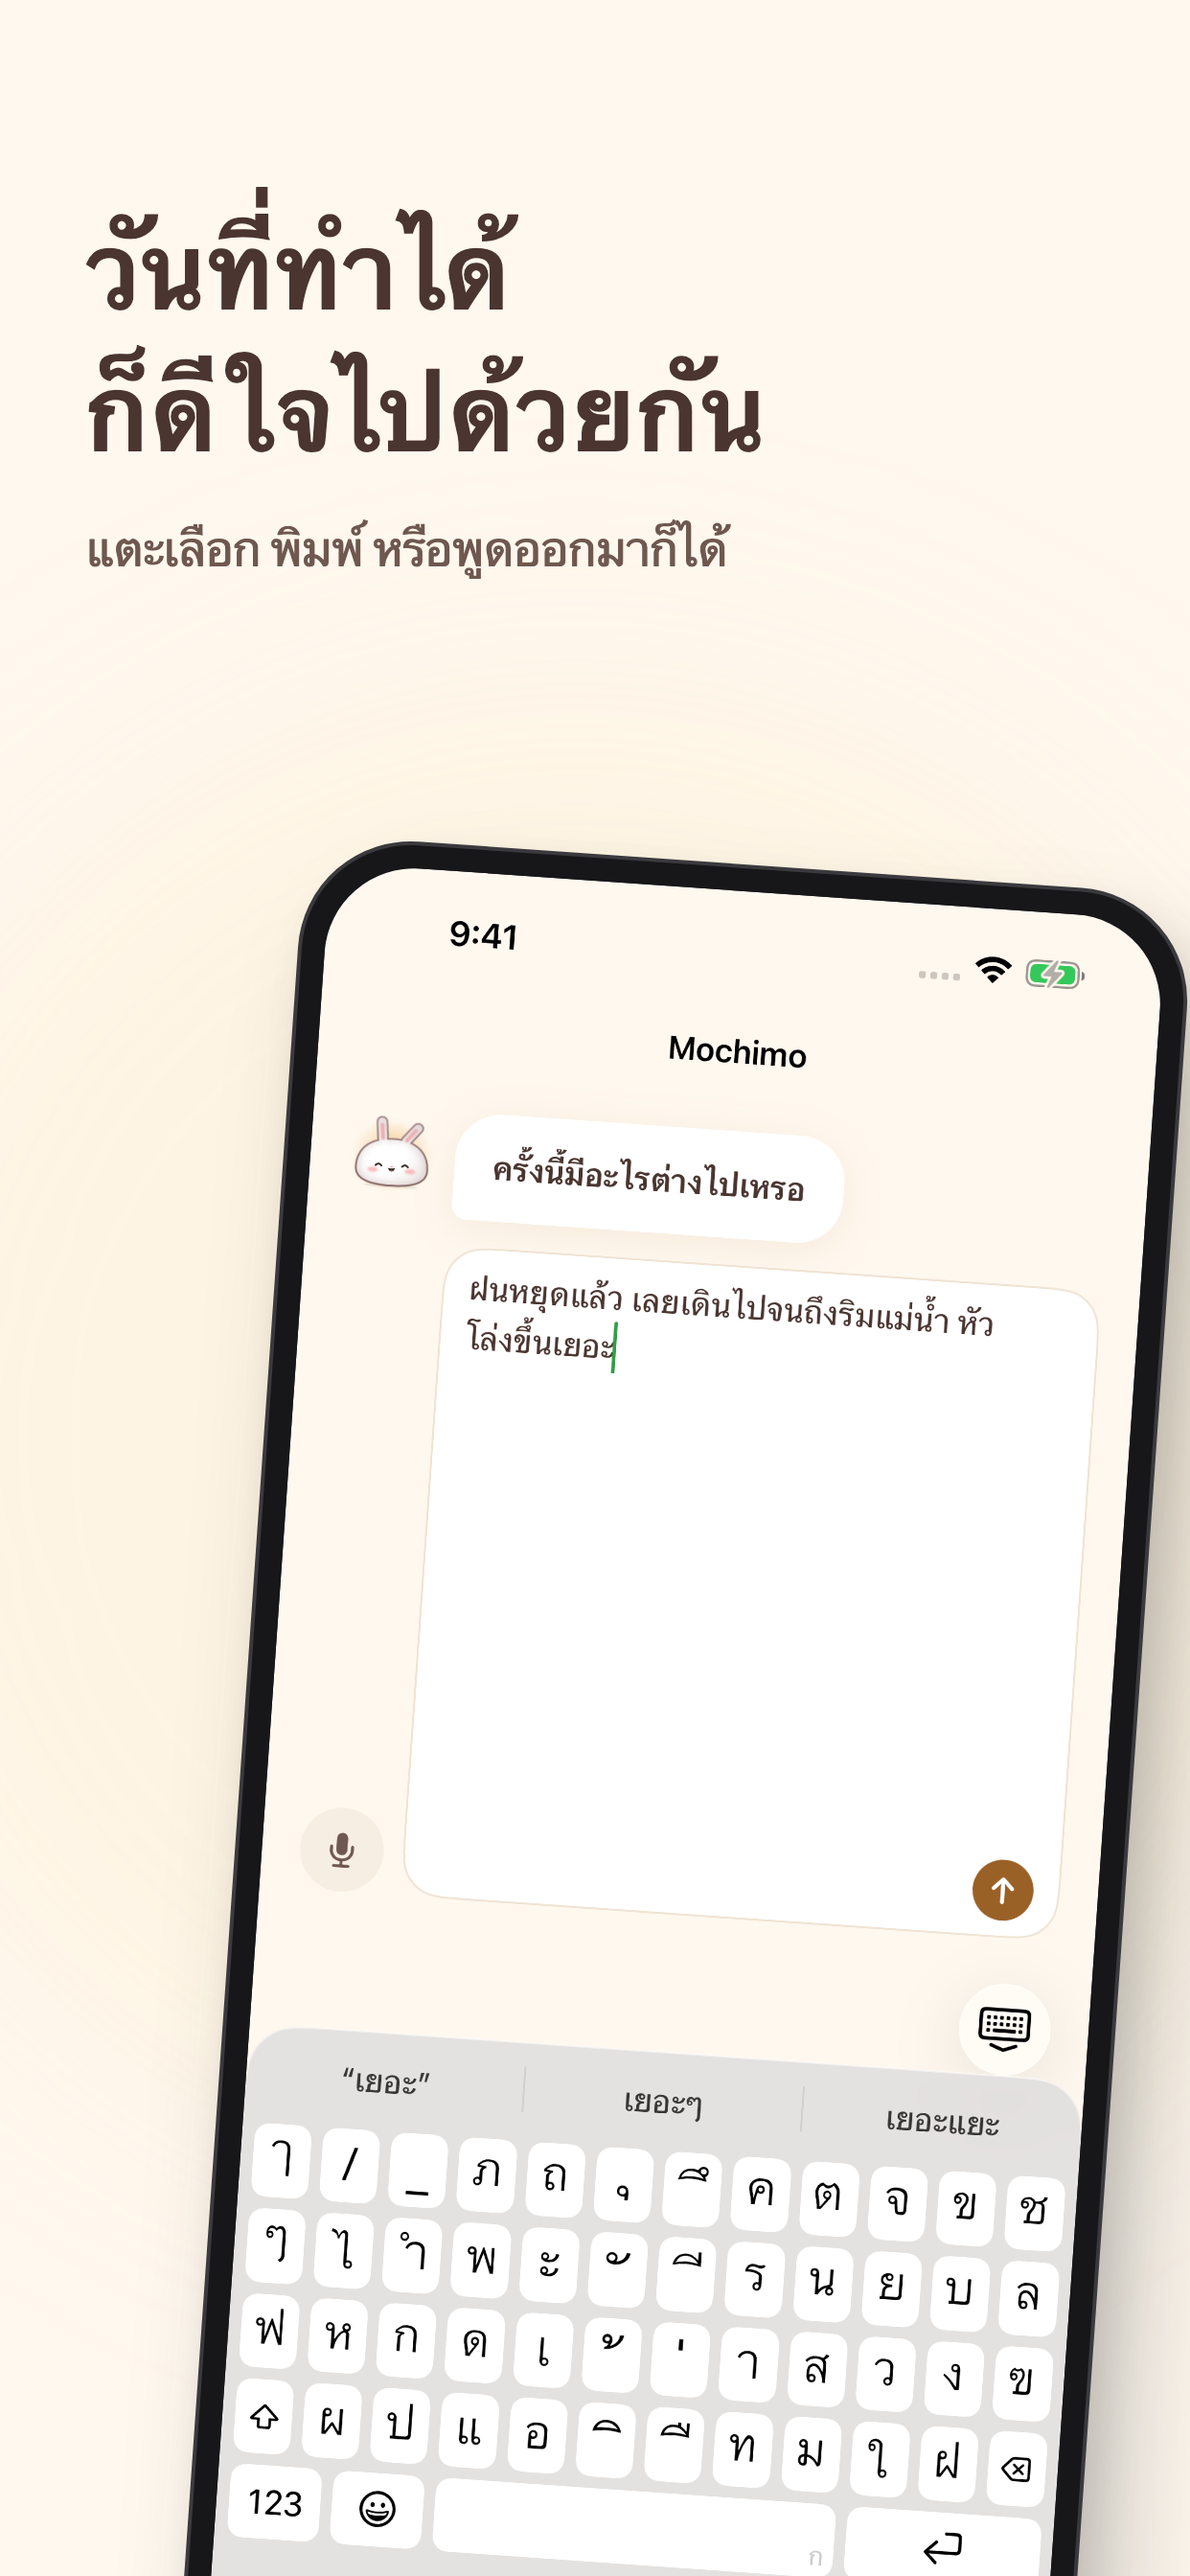 วันที่ทำได้
ก็ดีใจไปด้วยกัน
แตะเลือก พิมพ์ หรือพูดออกมาก็ได้
9:41
Mochimo
ครั้งนี้มีอะไรต่างไปเหรอ
ฝนหยุดแล้ว เลยเดินไปจนถึงริมแม่น้ำ หัว
โล่งขึ้นเยอะ
“เยอะ” เยอะๆ เยอะแยะ
ๅ / _ ภ ถ ุ ึ ค ต จ ข ช
ๆ ไ ำ พ ะ ั ี ร น ย บ ล
ฟ ห ก ด เ ้ ่ า ส ว ง ฃ
ผ ป แ อ ิ ื ท ม ใ ฝ
123 ก